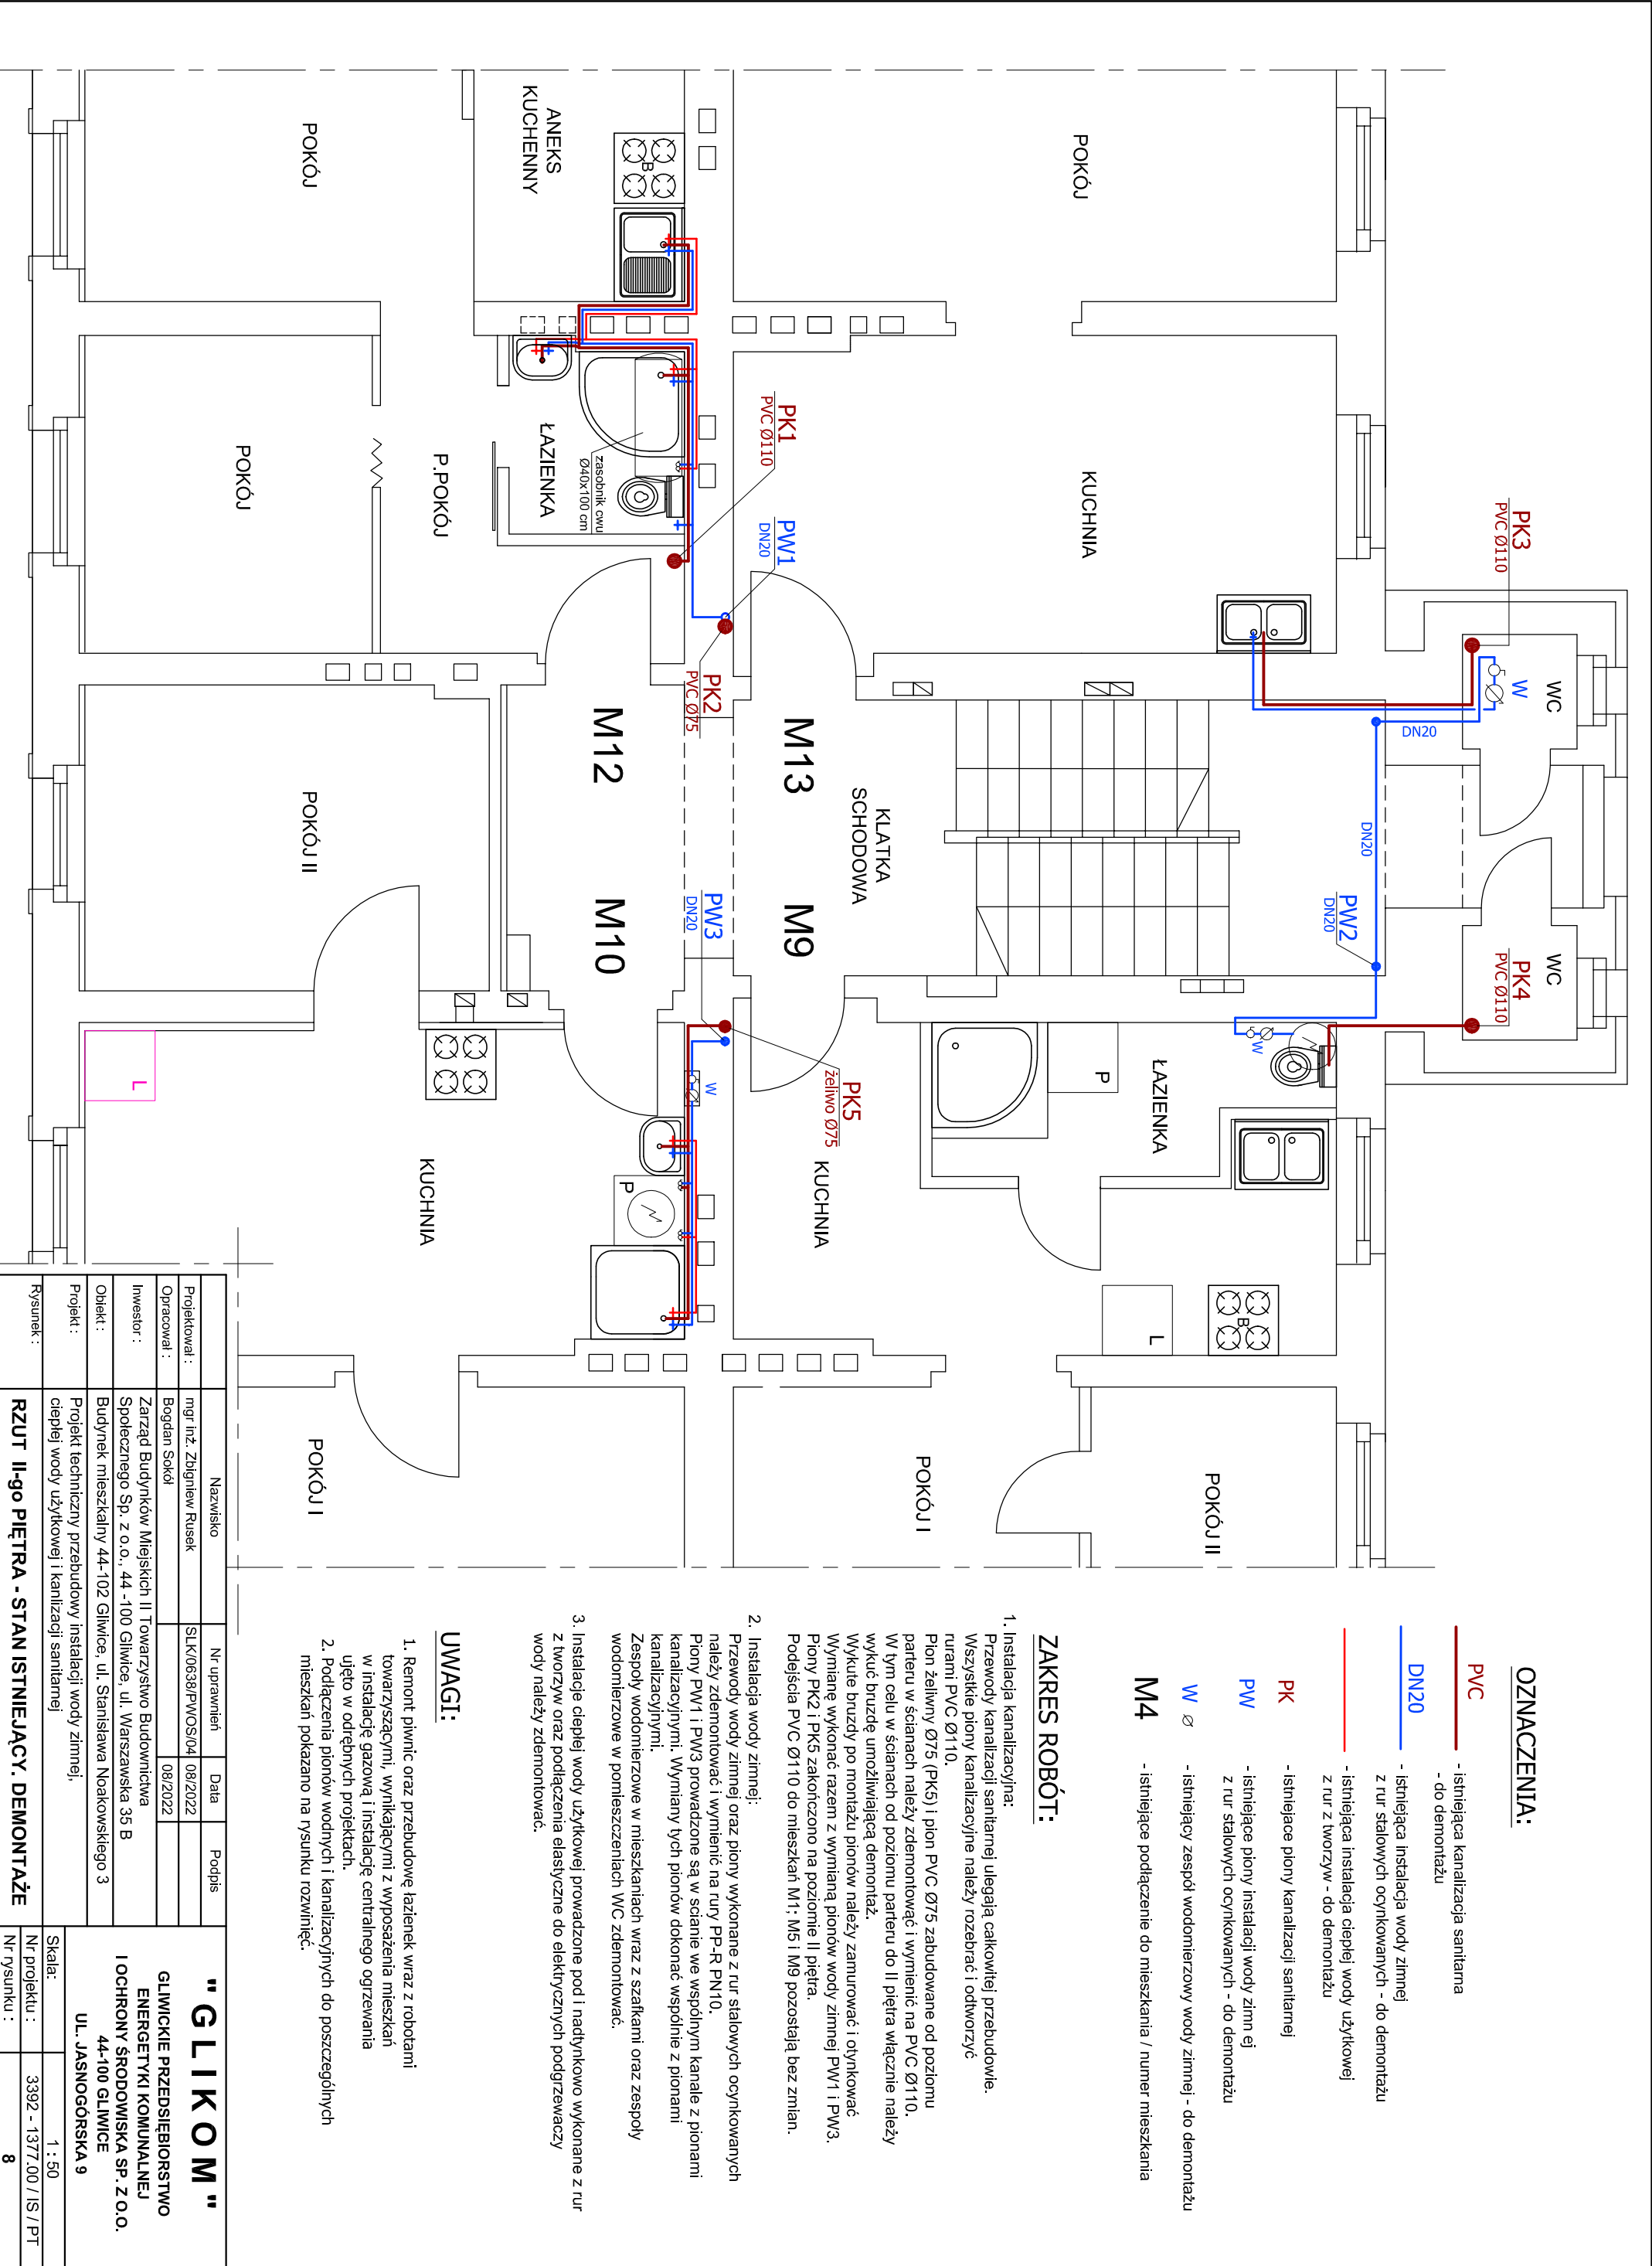 OZNACZENIA:
PVC
- istniejąca kanalizacja sanitarna
- do demontażu
DN20
- istniejąca instalacja wody zimnej
z rur stalowych ocynkowanych - do demontażu
- istniejąca instalacja ciepłej wody użytkowej
z rur z tworzyw - do demontażu
PK
- istniejace piony kanalizacji sanitarnej
PW
- istniejące piony instalacji wody zimn ej
z rur stalowych ocynkowanych - do demontażu
W ∅
- istniejący zespół wodomierzowy wody zimnej - do demontażu
M4
- istniejące podłączenie do mieszkania / numer mieszkania
ZAKRES ROBÓT:
1. Instalacja kanalizacyjna:
Przewody kanalizacji sanitarnej ulegają całkowitej przebudowie.
Wszystkie piony kanalizacyjne należy rozebrać i odtworzyć
rurami PVC Ø110.
Pion żeliwny Ø75 (PK5) i pion PVC Ø75 zabudowane od poziomu
parteru w ścianach należy zdemontować i wymienić na PVC Ø110.
W tym celu w ścianach od poziomu parteru do II piętra włącznie należy
wykuć bruzdę umożliwiającą demontaż.
Wykute bruzdy po montażu pionów należy zamurować i otynkować
Wymianę wykonać razem z wymianą pionów wody zimnej PW1 i PW3.
Piony PK2 i PK5 zakończono na poziomie II piętra.
Podejścia PVC Ø110 do mieszkań M1; M5 i M9 pozostają bez zmian.
2. Instalacja wody zimnej:
Przewody wody zimnej oraz piony wykonane z rur stalowych ocynkowanych
należy zdemontować i wymienić na rury PP-R PN10.
Piony PW1 i PW3 prowadzone są w scianie we wspólnym kanale z pionami
kanalizacyjnymi. Wymiany tych pionów dokonać wspólnie z pionami
kanalizacyjnymi.
Zespoły wodomierzowe w mieszkaniach wraz z szafkami oraz zespoły
wodomierzowe w pomieszczeniach WC zdemontować.
3. Instalacje ciepłej wody użytkowej prowadzone pod i nadtynkowo wykonane z rur
z tworzyw oraz podłączenia elastyczne do elektrycznych podgrzewaczy
wody należy zdemontować.
UWAGI:
1. Remont piwnic oraz przebudowę łazienek wraz z robotami
towarzyszącymi, wynikającymi z wyposażenia mieszkań
w instalację gazową i instalację centralnego ogrzewania
ujęto w odrębnych projektach.
2. Podłączenia pionów wodnych i kanalizacyjnych do poszczególnych
mieszkań pokazano na rysunku rozwinięć.
PK3
PVC Ø110
WC
W
DN20
DN20
PW2
DN20
WC
PK4
PVC Ø110
POKÓJ
KUCHNIA
W
ŁAZIENKA
P
B
L
POKÓJ II
KLATKA
SCHODOWA
M13
M9
PK1
PVC Ø110
PW1
DN20
PK2
PVC Ø75
PW3
DN20
PK5
żeliwo Ø75
KUCHNIA
POKÓJ I
W
ANEKS
KUCHENNY
B
zasobnik cwu
Ø40x100 cm
ŁAZIENKA
P.POKÓJ
M12
M10
P
KUCHNIA
POKÓJ
POKÓJ
POKÓJ II
L
POKÓJ I
Nazwisko
Nr uprawnień
Data
Podpis
Projektował :
mgr inż. Zbigniew Rusek
SLK/0638/PWOS/04
08/2022
Opracował :
Bogdan Sokół
08/2022
Inwestor :
Zarząd Budynków Miejskich II Towarzystwo Budownictwa
Społecznego Sp. z o.o., 44 -100 Gliwice, ul. Warszawska 35 B
Obiekt :
Budynek mieszkalny 44-102 Gliwice, ul. Stanisława Noakowskiego 3
Projekt :
Projekt techniczny przebudowy instalacji wody zimnej,
ciepłej wody użytkowej i kanlizacji sanitarnej
Rysunek :
RZUT II-go PIĘTRA - STAN ISTNIEJĄCY. DEMONTAŻE
" G L I K O M "
GLIWICKIE PRZEDSIĘBIORSTWO
ENERGETYKI KOMUNALNEJ
I OCHRONY ŚRODOWISKA SP. Z O.O.
44-100 GLIWICE
UL. JASNOGÓRSKA 9
Skala:
1 : 50
Nr projektu :
3392 - 1377.00 / IS / PT
Nr rysunku :
8